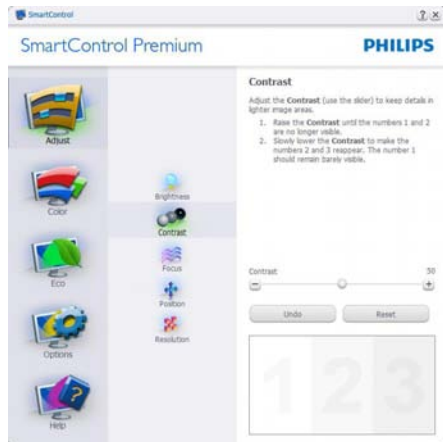 SmartControl
SmartControl Premium
PHILIPS
Adjust
Color
Eco
Options
Help
Brightness
Contrast
Focus
Position
Resolution
Contrast
Adjust the Contrast (use the slider) to keep details in
lighter image areas.
1. Raise the Contrast until the numbers 1 and 2
are no longer visible.
2. Slowly lower the Contrast to make the
numbers 2 and 3 reappear. The number 1
should remain barely visible.
Contrast 50
Undo Reset
1 2 3